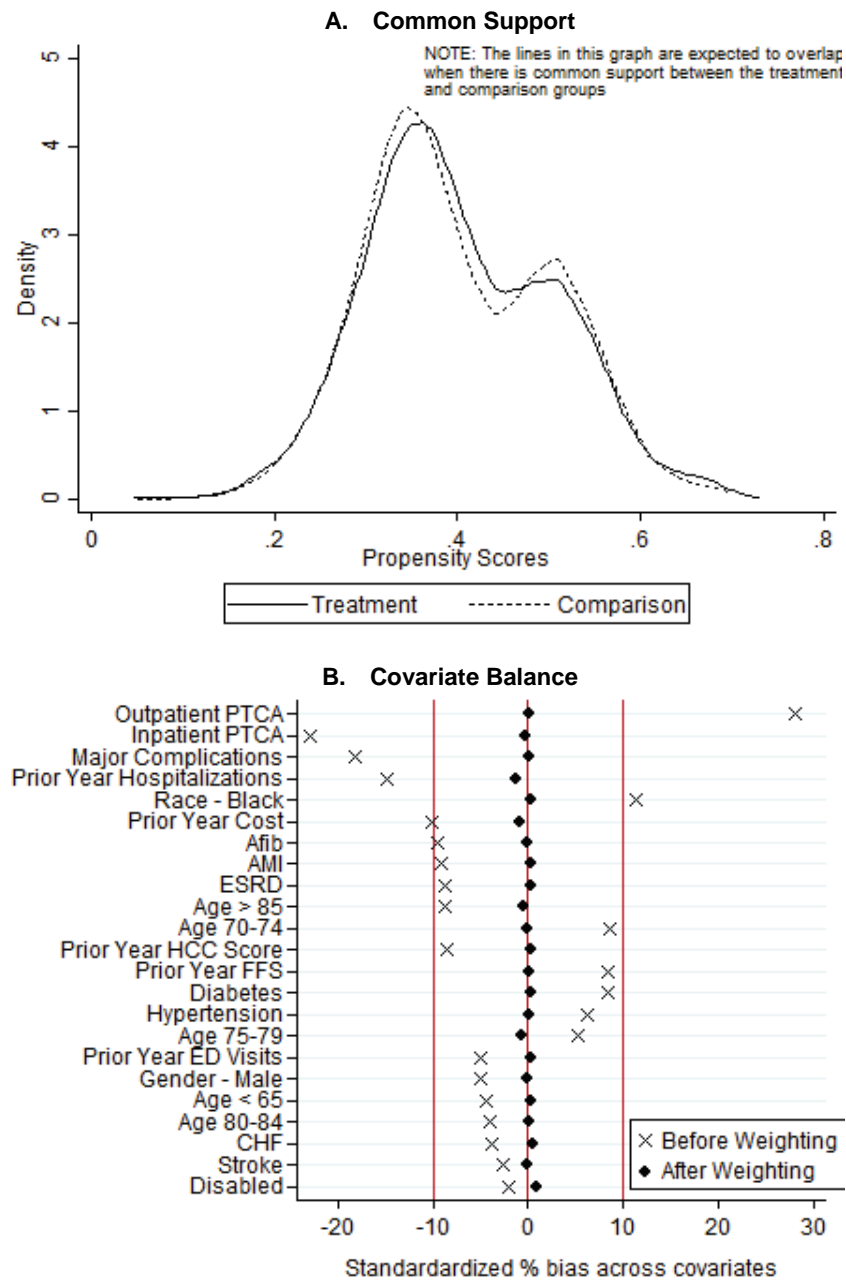 A. Common Support
NOTE: The lines in this graph are expected to overlap
when there is common support between the treatment
and comparison groups
5
4
3
2
1
0
Density
0 .2 .4 .6 .8
Propensity Scores
Treatment Comparison
B. Covariate Balance
Outpatient PTCA
Inpatient PTCA
Major Complications
Prior Year Hospitalizations
Race - Black
Prior Year Cost
Afib
AMI
ESRD
Age > 85
Age 70-74
Prior Year HCC Score
Prior Year FFS
Diabetes
Hypertension
Age 75-79
Prior Year ED Visits
Gender - Male
Age < 65
Age 80-84
CHF
Stroke
Disabled
Before Weighting
After Weighting
-20 -10 0 10 20 30
Standardardized % bias across covariates